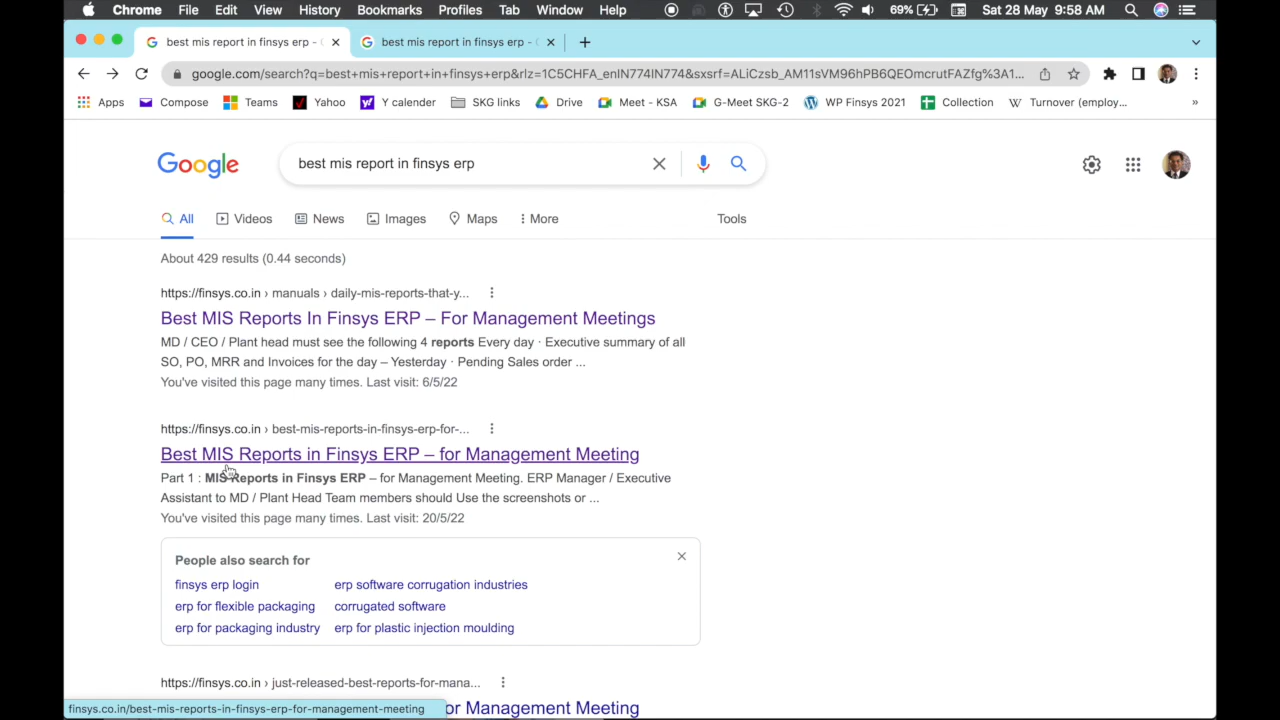 Chrome File Edit View History Bookmarks Profiles Tab Window Help 69% Sat 28 May 9:58 AM
best mis report in finsys erp - best mis report in finsys erp -
google.com/search?q=best+mis+report+in+finsys+erp&rlz=1C5CHFA_enIN774IN774&sxsrf=ALiCzsb_AM11sVM96hPB6QEOmcrutFAZfg%3A1...
Apps Compose Teams Yahoo Y calender SKG links Drive Meet - KSA G-Meet SKG-2 WP Finsys 2021 Collection Turnover (employ... »
Google best mis report in finsys erp
All Videos News Images Maps More Tools
About 429 results (0.44 seconds)
https://finsys.co.in › manuals › daily-mis-reports-that-y...
Best MIS Reports In Finsys ERP – For Management Meetings
MD / CEO / Plant head must see the following 4 reports Every day · Executive summary of all
SO, PO, MRR and Invoices for the day – Yesterday · Pending Sales order ...
You've visited this page many times. Last visit: 6/5/22
https://finsys.co.in › best-mis-reports-in-finsys-erp-for-...
Best MIS Reports in Finsys ERP – for Management Meeting
Part 1 : MIS Reports in Finsys ERP – for Management Meeting. ERP Manager / Executive
Assistant to MD / Plant Head Team members should Use the screenshots or ...
You've visited this page many times. Last visit: 20/5/22
People also search for
finsys erp login erp software corrugation industries
erp for flexible packaging corrugated software
erp for packaging industry erp for plastic injection moulding
https://finsys.co.in › just-released-best-reports-for-mana...
or Management Meeting
finsys.co.in/best-mis-reports-in-finsys-erp-for-management-meeting